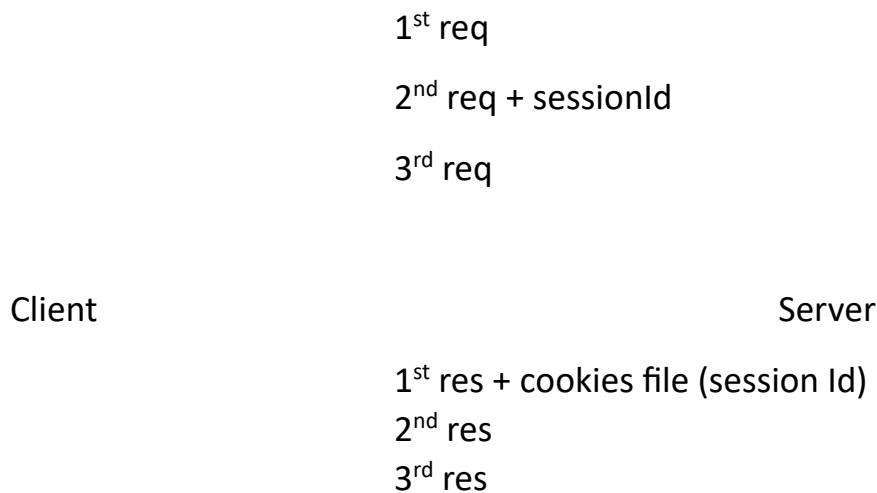 1st req
2nd req + sessionId
3rd req
Client Server
1st res + cookies file (session Id)
2nd res
3rd res